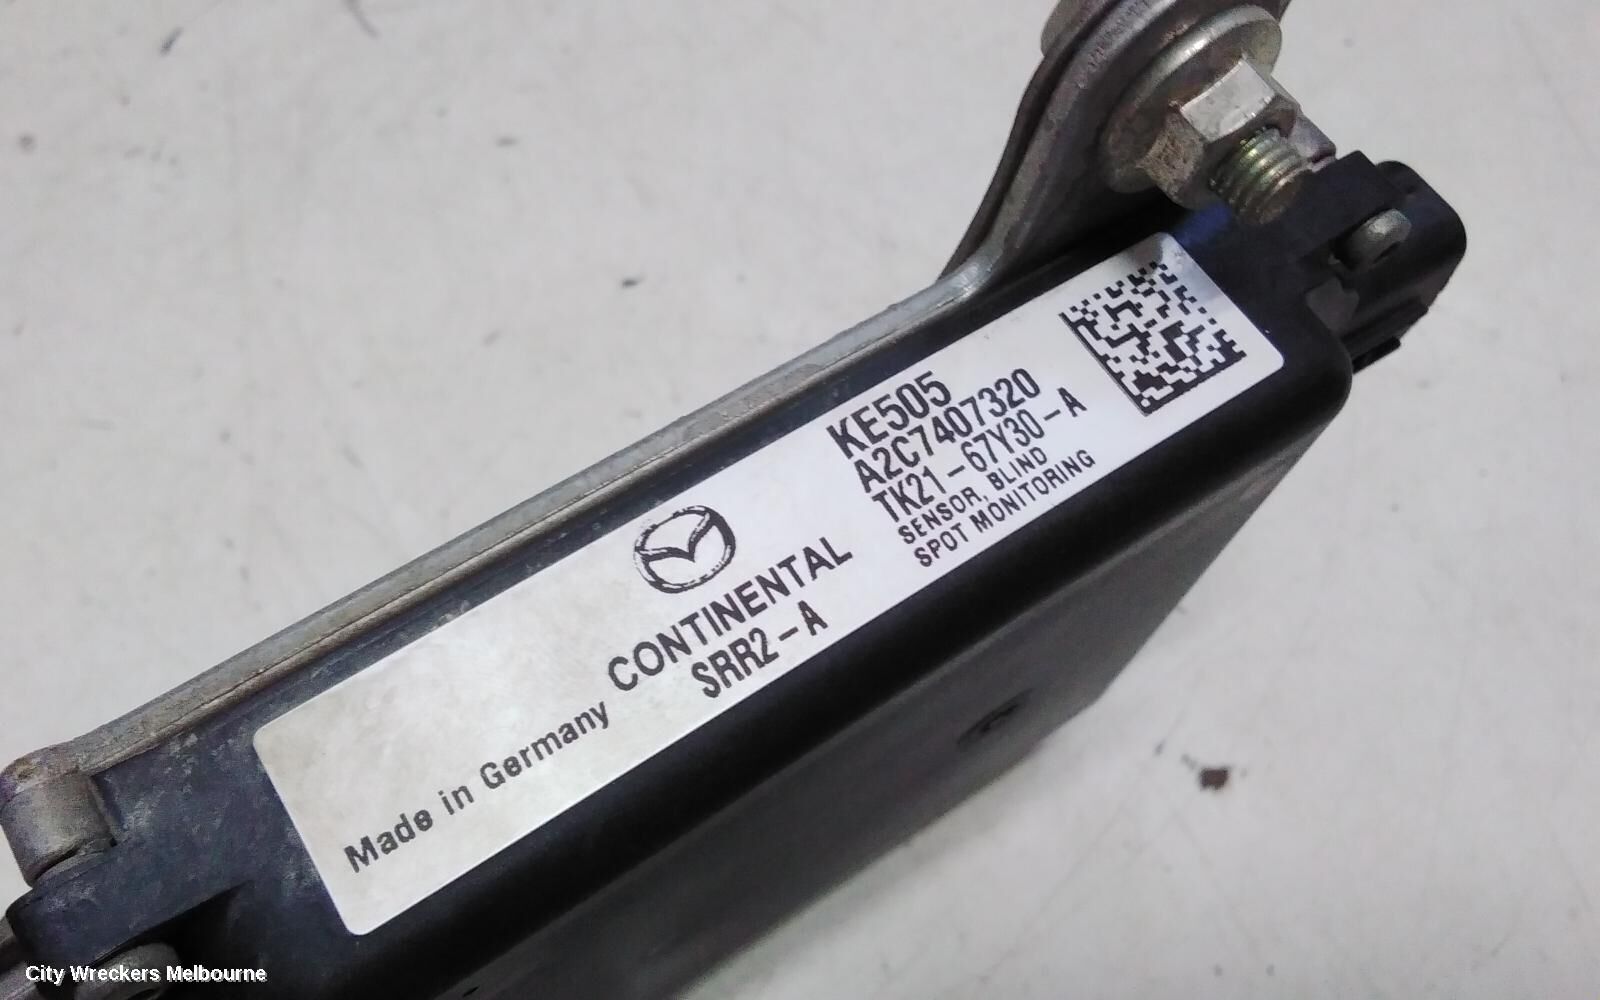 KE505
A2C7407320
TK21-67Y30-A
SENSOR, BLIND
SPOT MONITORING
CONTINENTAL
SRR2-A
Made in Germany
City Wreckers Melbourne